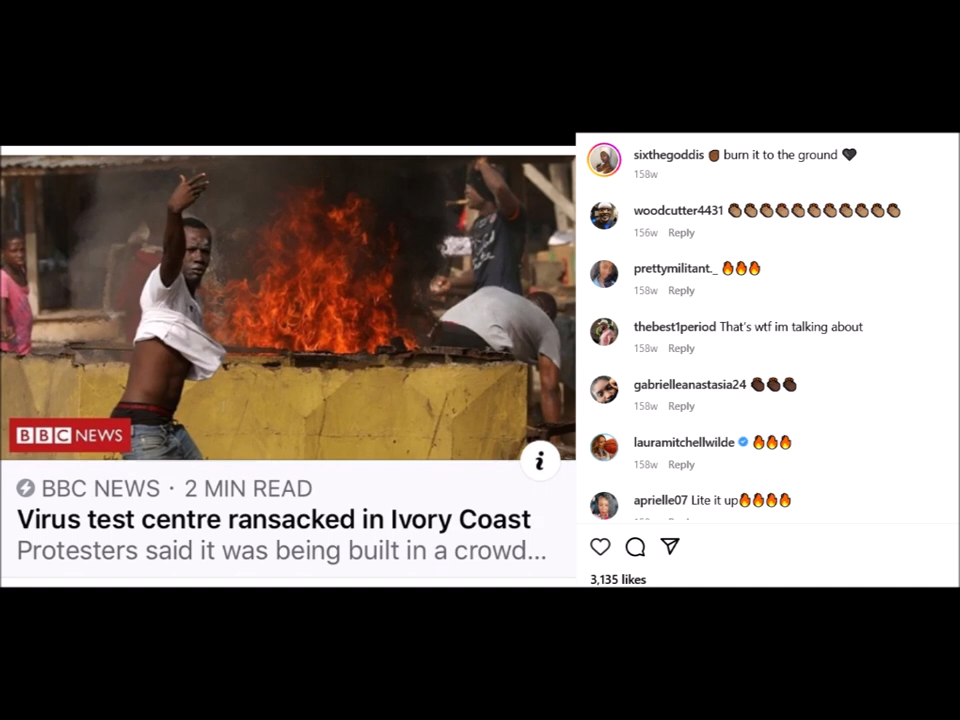 BBC NEWS
BBC NEWS · 2 MIN READ
Virus test centre ransacked in Ivory Coast
Protesters said it was being built in a crowd...
sixthegoddis ✊🏾 burn it to the ground 🖤
158w
woodcutter4431 👏🏽👏🏽👏🏽👏🏽👏🏽👏🏽👏🏽👏🏽👏🏽👏🏽👏🏽
156w Reply
prettymilitant._ 🔥🔥🔥
158w Reply
thebest1period That's wtf im talking about
158w Reply
gabrielleanastasia24 👏🏿👏🏿👏🏿
158w Reply
lauramitchellwilde 🔥🔥🔥
158w Reply
aprielle07 Lite it up🔥🔥🔥🔥
3,135 likes